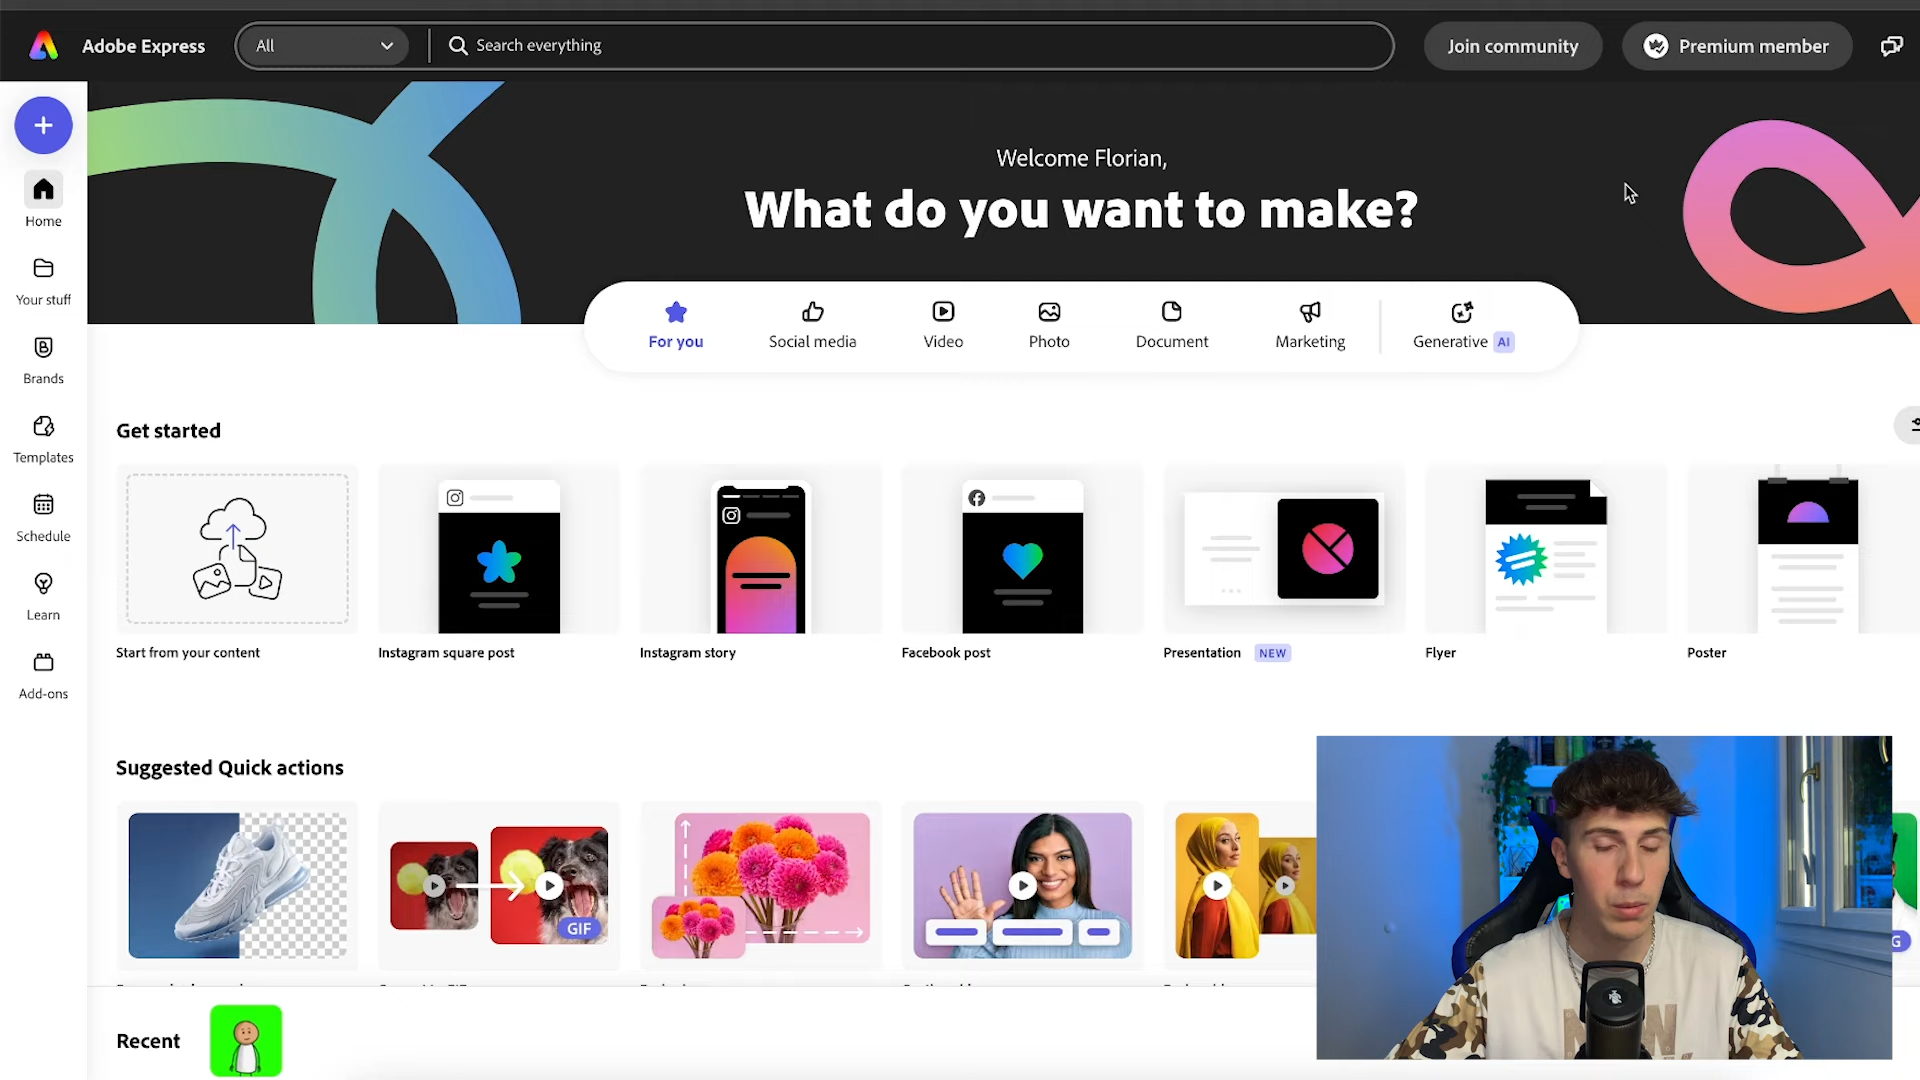 Adobe Express
All
Search everything
Join community
Premium member
Welcome Florian,
What do you want to make?
Home
Your stuff
Brands
Templates
Schedule
Learn
Add-ons
For you
Social media
Video
Photo
Document
Marketing
Generative AI
Get started
Start from your content
Instagram square post
Instagram story
Facebook post
Presentation NEW
Flyer
Poster
Suggested Quick actions
GIF
G
Recent